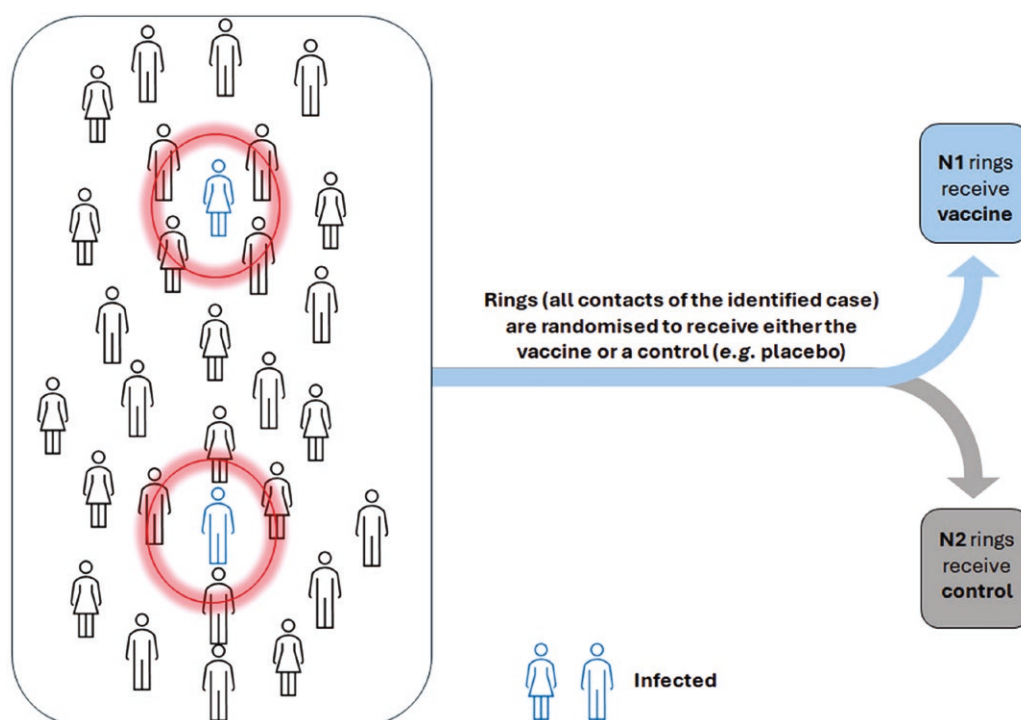 N1 rings
receive
vaccine
Rings (all contacts of the identified case)
are randomised to receive either the
vaccine or a control (e.g. placebo)
N2 rings
receive
control
Infected